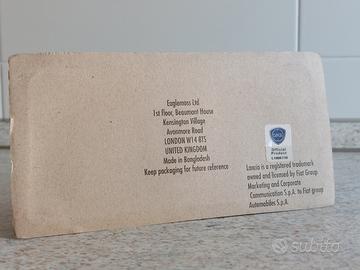 Eaglemoss Ltd
1st Floor, Beaumont House
Kensington Village
Avonmore Road
LONDON W14 8TS
UNITED KINGDOM
Made in Bangladesh
Keep packaging for future reference
Official
Product
Lancia is a registered trademark
owned and licensed by Fiat Group
Marketing and Corporate
Communication S.p.A. to Fiat group
Automobiles S.p.A.
subito